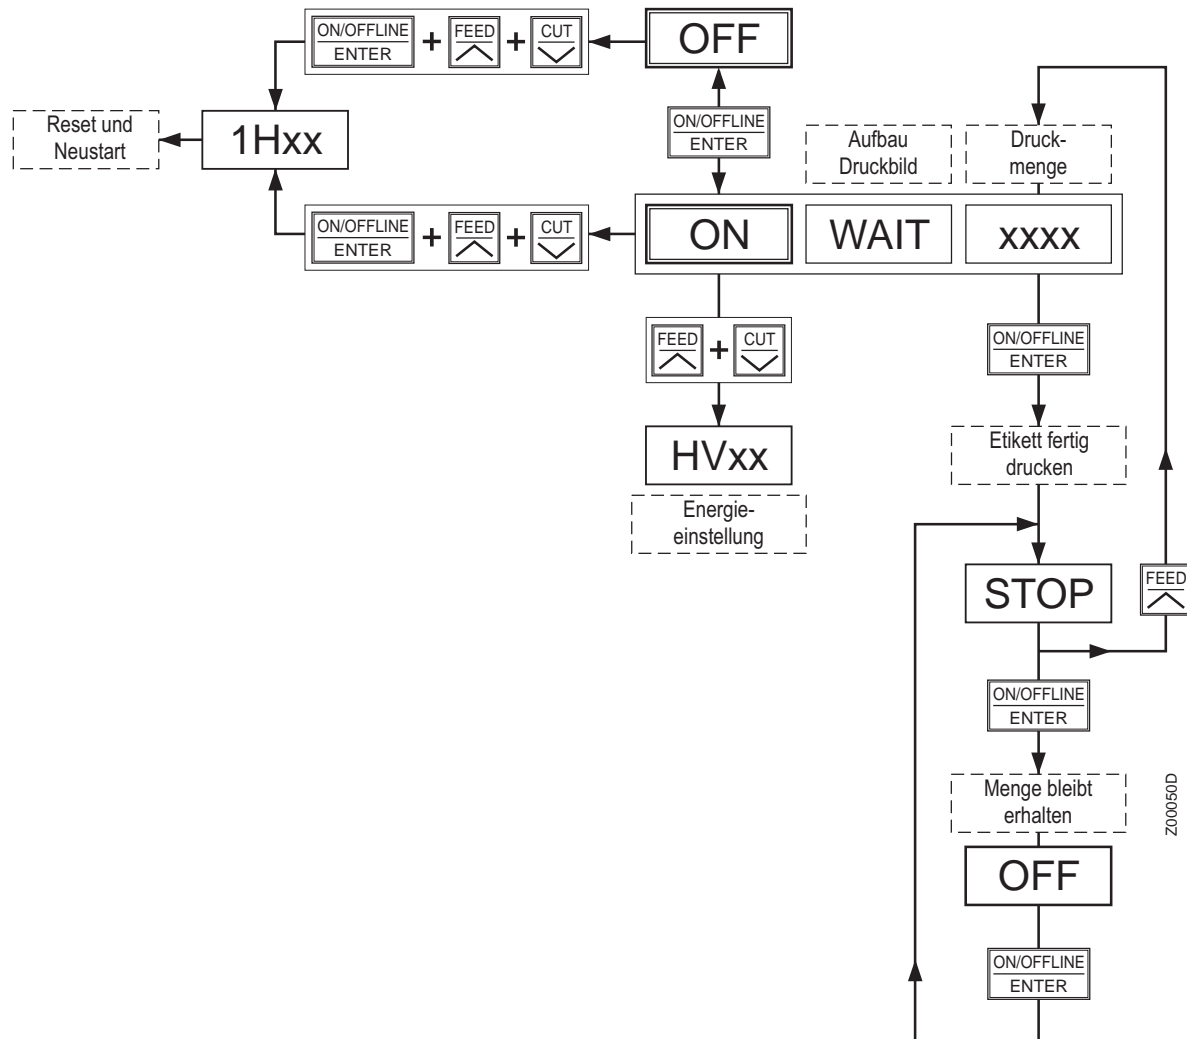 ON/OFFLINE
ENTER
+
FEED
+
CUT
OFF
Reset und
Neustart
1Hxx
ON/OFFLINE
ENTER
Aufbau
Druckbild
Druck-
menge
ON/OFFLINE
ENTER
+
FEED
+
CUT
ON
WAIT
xxxx
FEED
+
CUT
ON/OFFLINE
ENTER
HVxx
Energie-
einstellung
Etikett fertig
drucken
STOP
FEED
ON/OFFLINE
ENTER
Menge bleibt
erhalten
Z00050D
OFF
ON/OFFLINE
ENTER